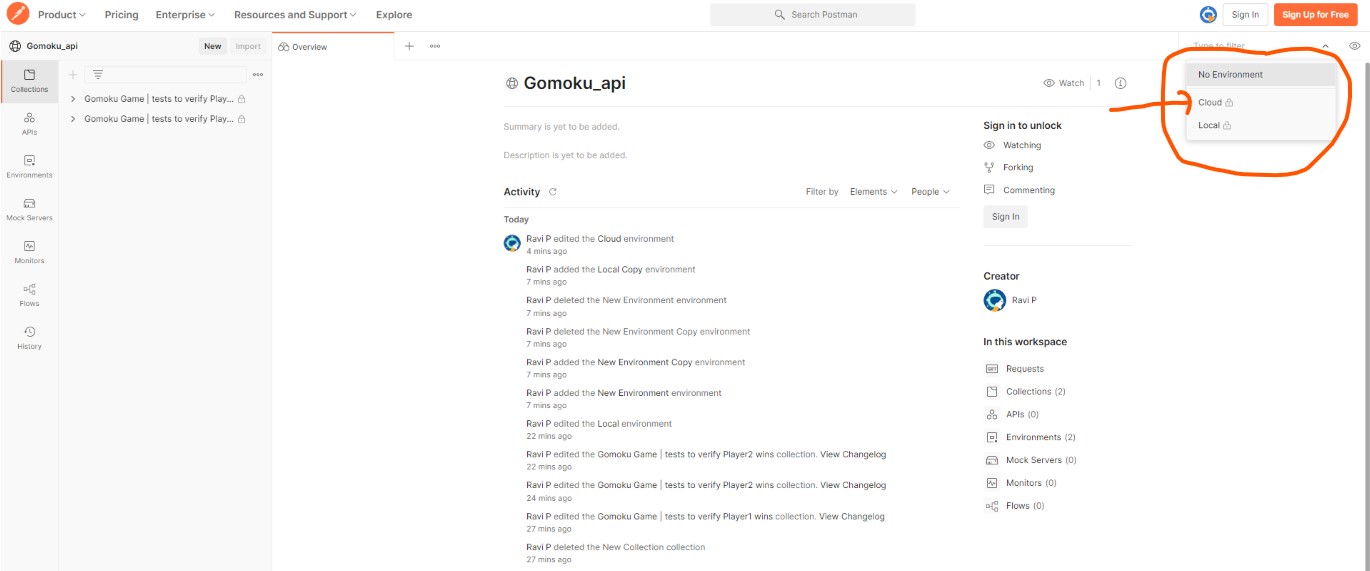 Product Pricing Enterprise Resources and Support Explore Search Postman Sign In Sign Up for Free
Gomoku_api New Import Overview Type to filter
Collections
APIs
Environments
Mock Servers
Monitors
Flows
History
Gomoku Game | tests to verify Play...
Gomoku Game | tests to verify Play...
Gomoku_api Watch 1
Summary is yet to be added.
Description is yet to be added.
Activity Filter by Elements People
Today
Ravi P edited the Cloud environment
4 mins ago
Ravi P added the Local Copy environment
7 mins ago
Ravi P deleted the New Environment environment
7 mins ago
Ravi P deleted the New Environment Copy environment
7 mins ago
Ravi P added the New Environment Copy environment
7 mins ago
Ravi P added the New Environment environment
7 mins ago
Ravi P edited the Local environment
22 mins ago
Ravi P edited the Gomoku Game | tests to verify Player2 wins collection. View Changelog
22 mins ago
Ravi P edited the Gomoku Game | tests to verify Player2 wins collection. View Changelog
24 mins ago
Ravi P edited the Gomoku Game | tests to verify Player1 wins collection. View Changelog
27 mins ago
Ravi P deleted the New Collection collection
27 mins ago
Sign in to unlock
Watching
Forking
Commenting
Sign In
Creator
Ravi P
In this workspace
GET Requests
Collections (2)
APIs (0)
Environments (2)
Mock Servers (0)
Monitors (0)
Flows (0)
No Environment
Cloud
Local